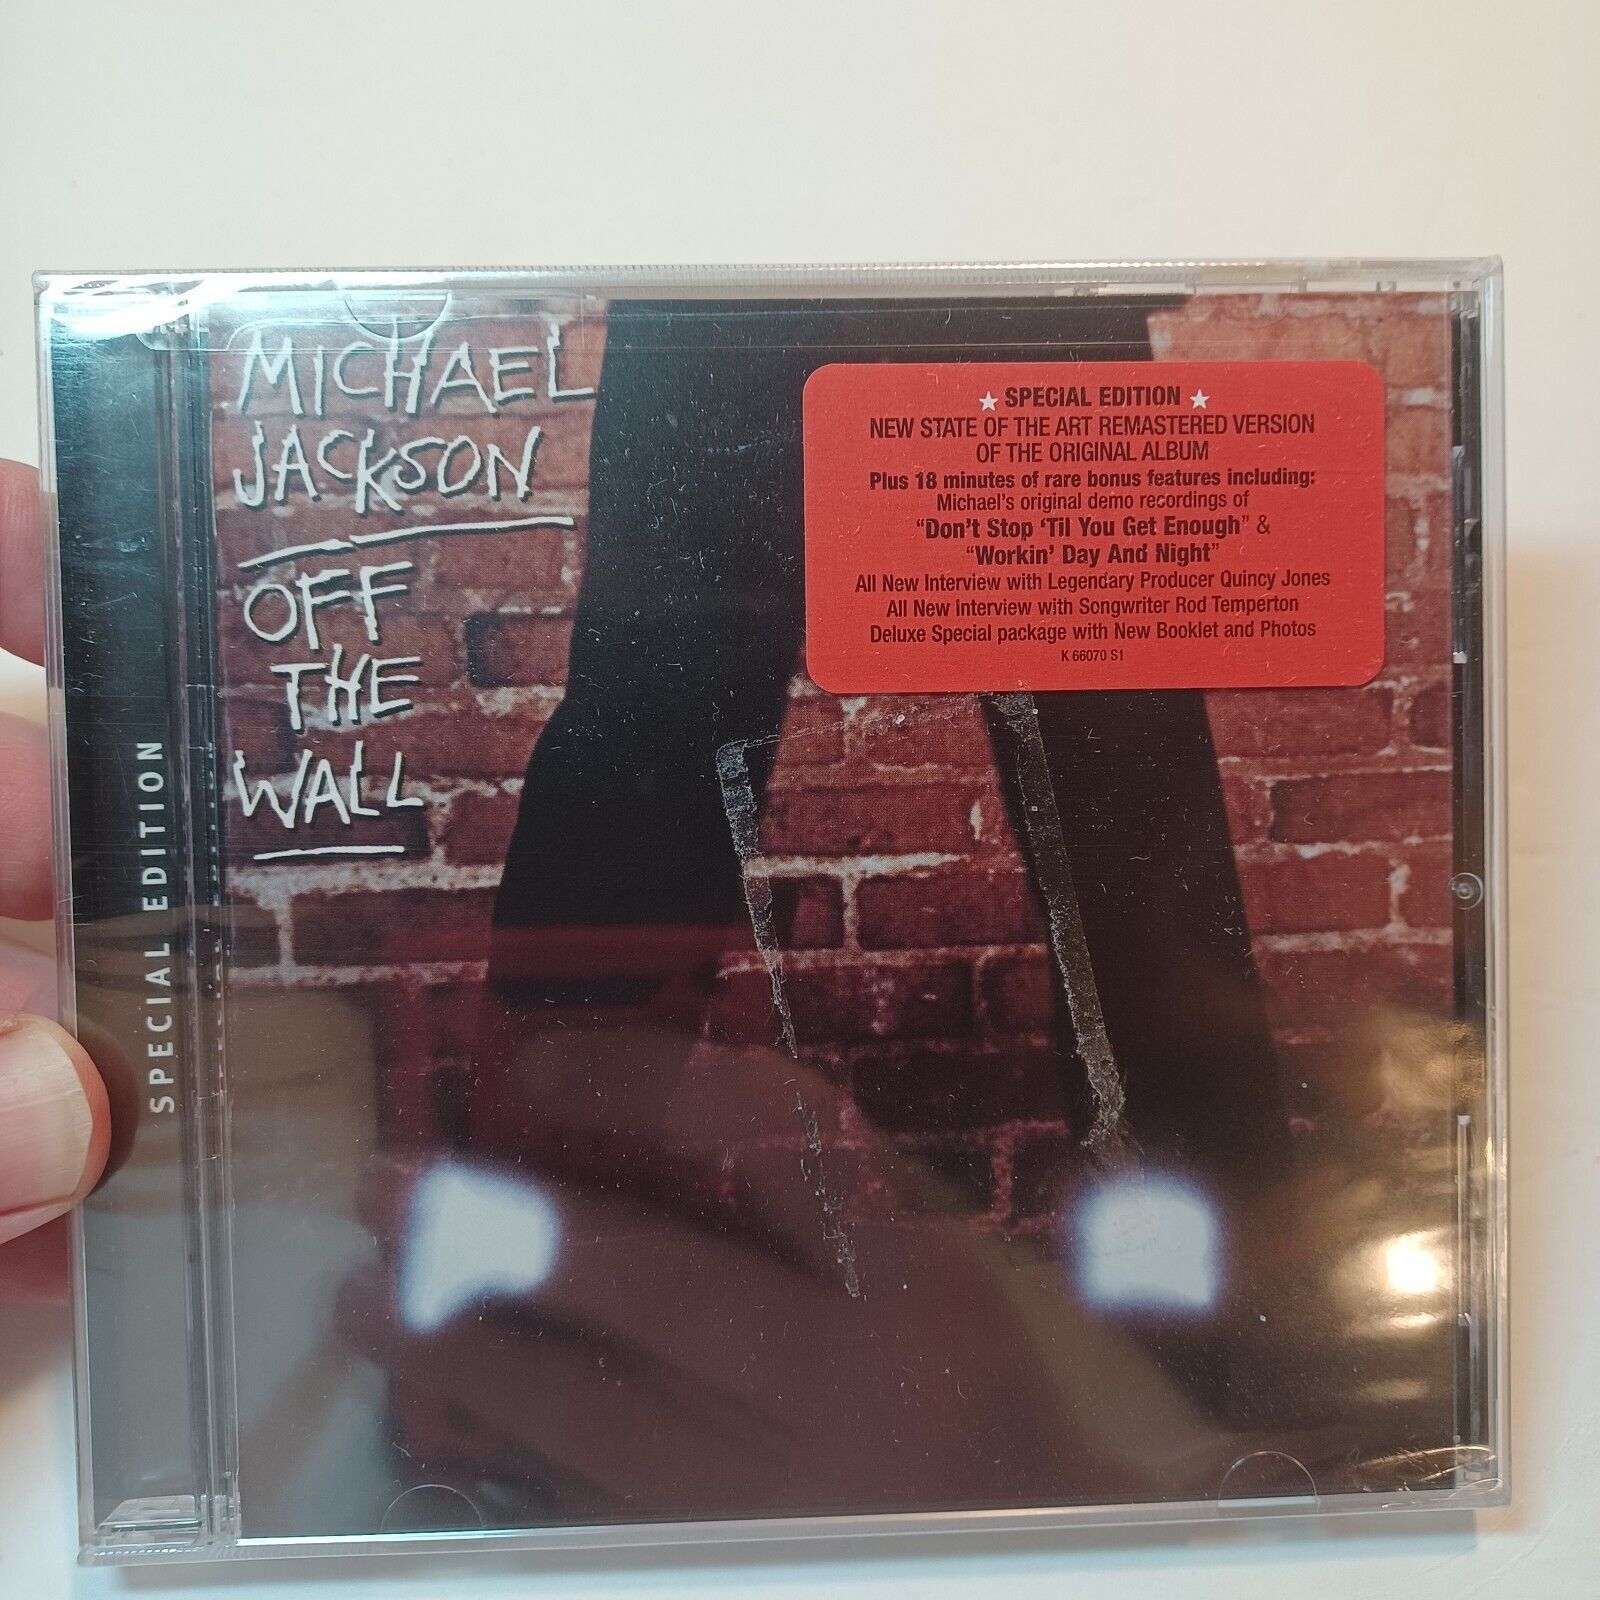 MICHAEL
JACKSON
OFF
THE
WALL
SPECIAL EDITION
★ SPECIAL EDITION ★
NEW STATE OF THE ART REMASTERED VERSION
OF THE ORIGINAL ALBUM
Plus 18 minutes of rare bonus features including:
Michael's original demo recordings of
“Don't Stop ‘Til You Get Enough” &
“Workin' Day And Night”
All New Interview with Legendary Producer Quincy Jones
All New interview with Songwriter Rod Temperton
Deluxe Special package with New Booklet and Photos
K 66070 S1